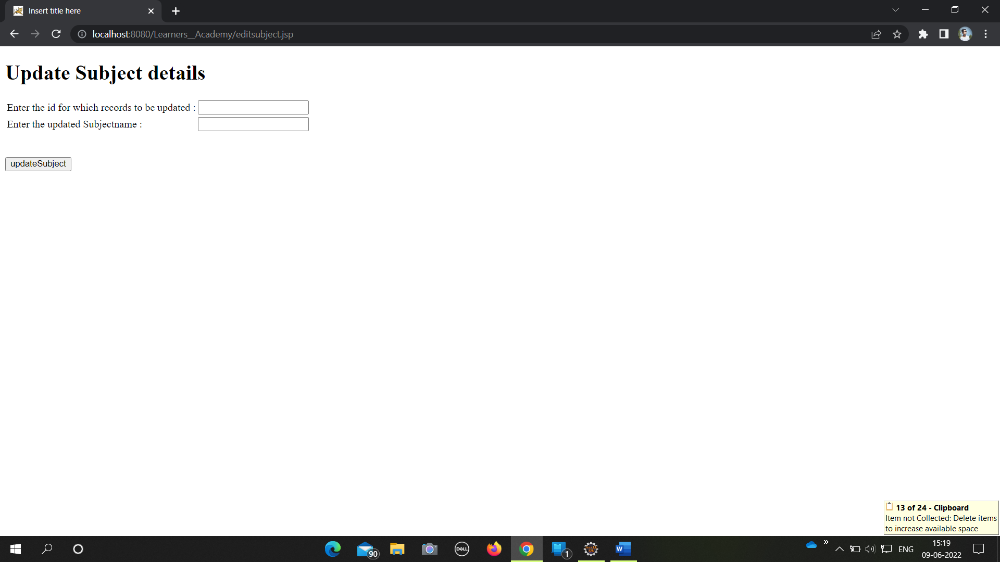 Insert title here
localhost:8080/Learners__Academy/editsubject.jsp
Update Subject details
Enter the id for which records to be updated :
Enter the updated Subjectname :
updateSubject
13 of 24 - Clipboard
Item not Collected: Delete items
to increase available space
90
DELL
1
W
ENG
15:19
09-06-2022